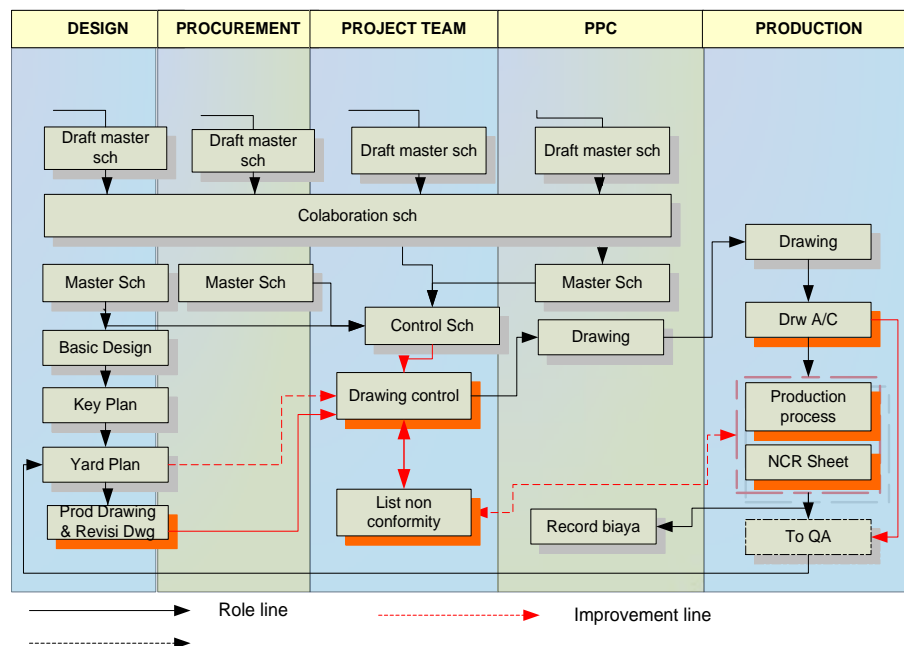 DESIGN
PROCUREMENT
PROJECT TEAM
PPC
PRODUCTION
Draft master
sch
Draft master
sch
Draft master sch
Draft master sch
Colaboration sch
Drawing
Master Sch
Master Sch
Master Sch
Control Sch
Drw A/C
Basic Design
Drawing
Key Plan
Drawing control
Production
process
Yard Plan
NCR Sheet
Prod Drawing
& Revisi Dwg
List non
conformity
Record biaya
To QA
Role line
Improvement line